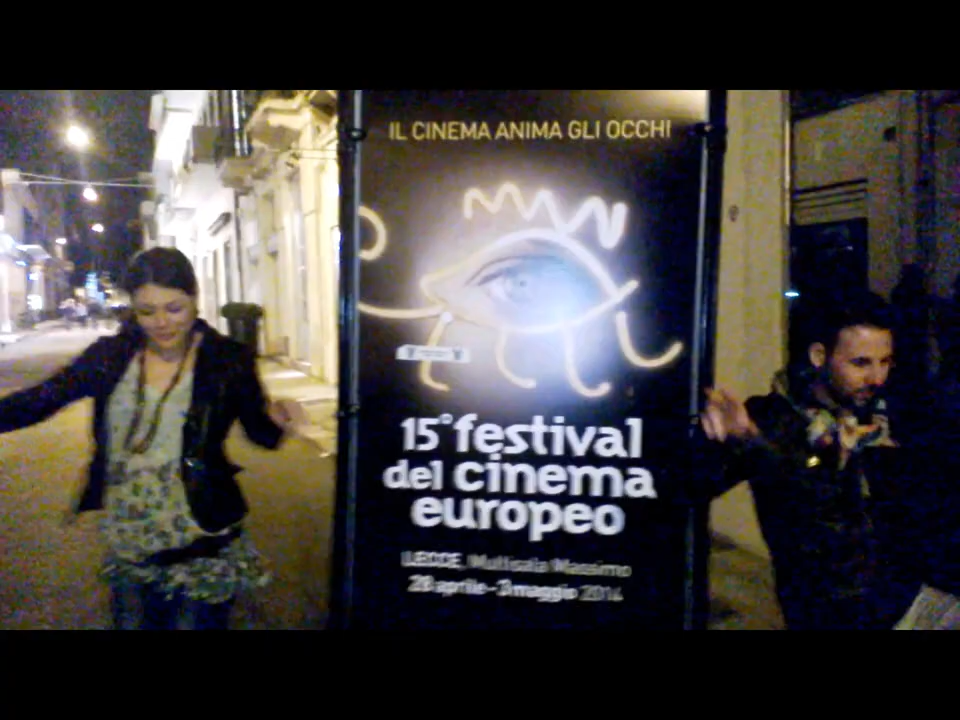 IL CINEMA ANIMA GLI OCCHI
15° festival
del cinema
europeo
LECCE, Multisala Massimo
28 aprile - 3 maggio 2014